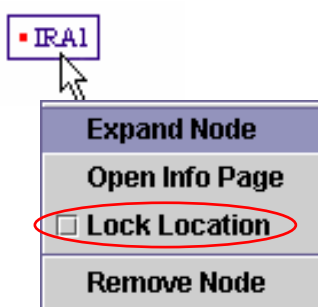 IRA1
Expand Node
Open Info Page
Lock Location
Remove Node